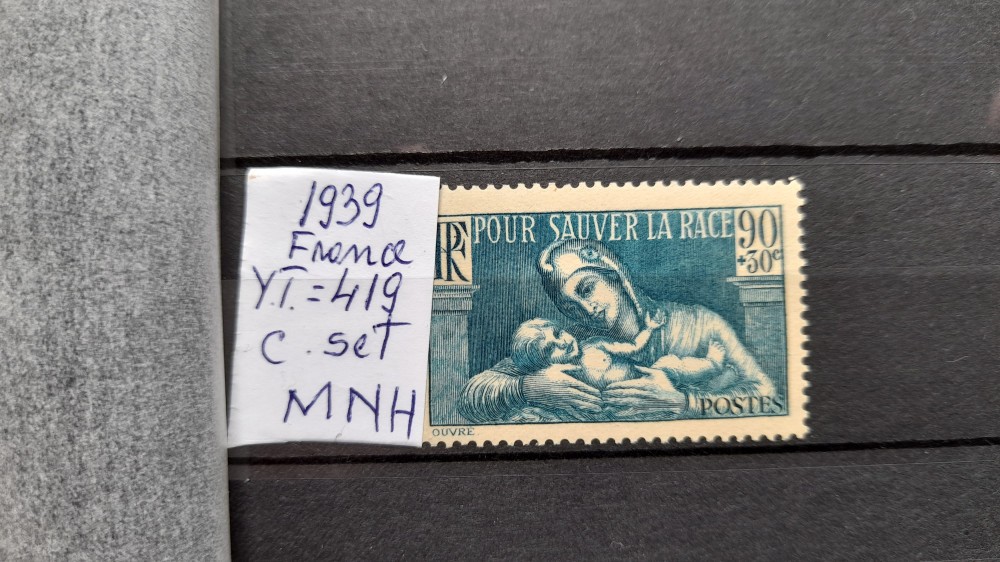 1939
France
Y.T.=419
c. set
MNH
RF
POUR SAUVER LA RACE
90
+30c
POSTES
OUVRE